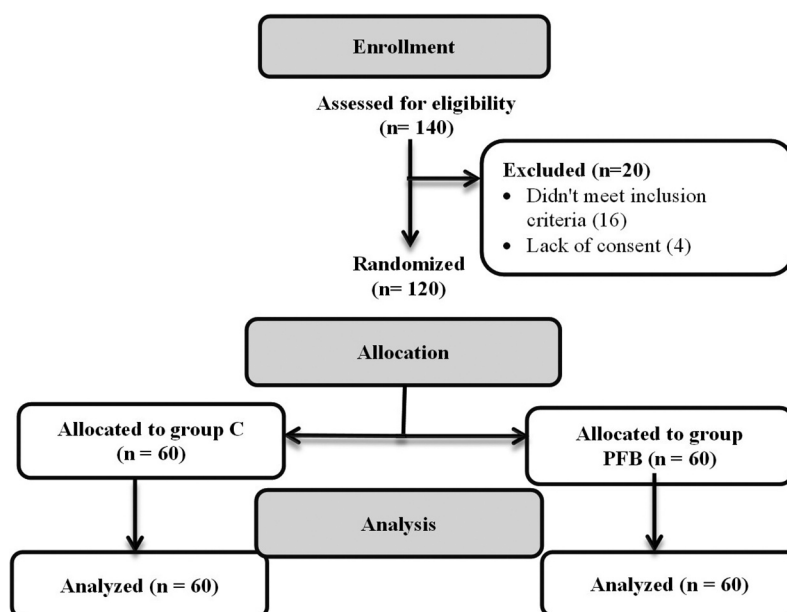 Enrollment
Assessed for eligibility
(n= 140)
Excluded (n=20)
• Didn't meet inclusion
criteria (16)
• Lack of consent (4)
Randomized
(n= 120)
Allocation
Allocated to group C
(n = 60)
Allocated to group
PFB (n = 60)
Analysis
Analyzed (n = 60)
Analyzed (n = 60)